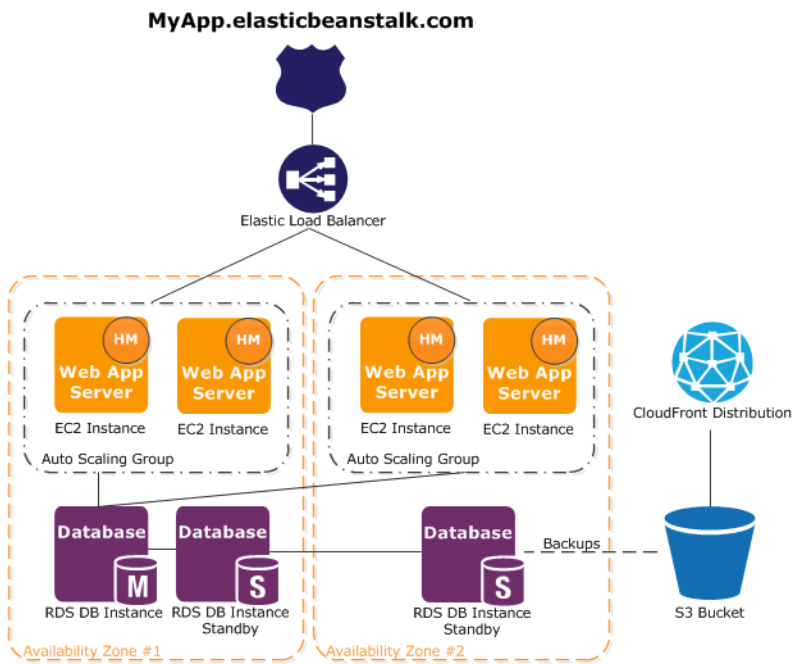 MyApp.elasticbeanstalk.com
Elastic Load Balancer
HM
HM
HM
HM
Web App
Server
Web App
Server
Web App
Server
Web App
Server
EC2 Instance
EC2 Instance
EC2 Instance
EC2 Instance
Auto Scaling Group
Auto Scaling Group
CloudFront Distribution
Database
M
RDS DB Instance
Database
S
RDS DB Instance
Standby
Database
S
RDS DB Instance
Standby
Backups
S3 Bucket
Availability Zone #1
Availability Zone #2